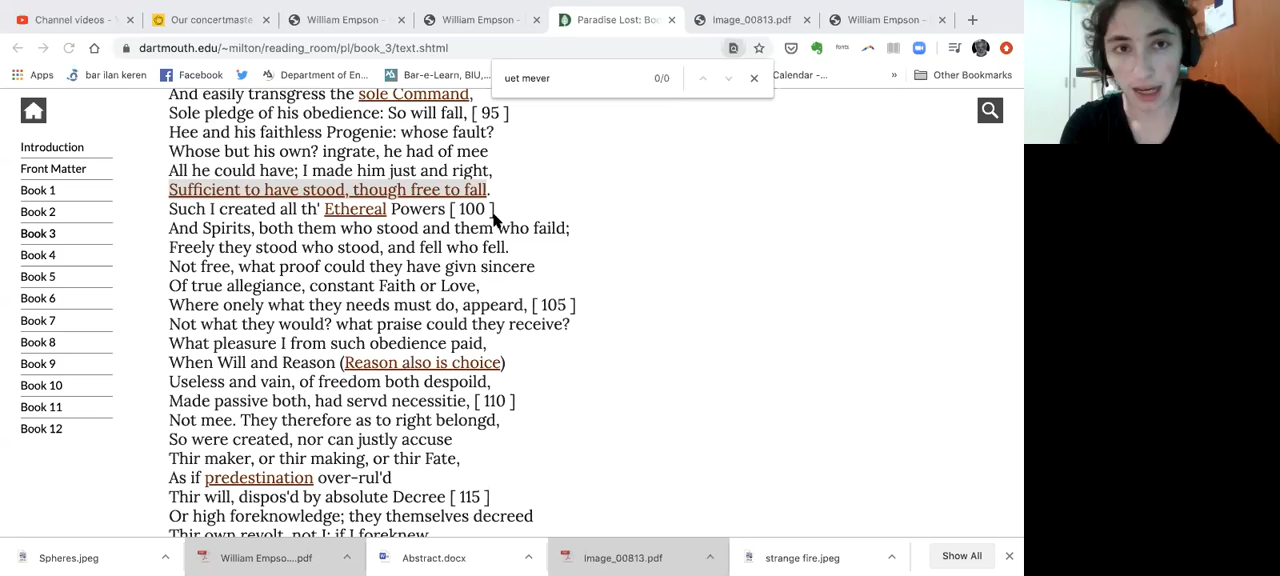 Channel videos - Y
Our concertmaste
William Empson -
William Empson -
Paradise Lost: Boo
Image_00813.pdf
William Empson -
dartmouth.edu/~milton/reading_room/pl/book_3/text.shtml
fonts
Apps
bar ilan keren
Facebook
Department of En...
Bar-e-Learn, BIU,...
Calendar -...
»
Other Bookmarks
uet mever
0/0
Introduction
Front Matter
Book 1
Book 2
Book 3
Book 4
Book 5
Book 6
Book 7
Book 8
Book 9
Book 10
Book 11
Book 12
And easily transgress the sole Command,
Sole pledge of his obedience: So will fall, [ 95 ]
Hee and his faithless Progenie: whose fault?
Whose but his own? ingrate, he had of mee
All he could have; I made him just and right,
Sufficient to have stood, though free to fall.
Such I created all th' Ethereal Powers [ 100 ]
And Spirits, both them who stood and them who faild;
Freely they stood who stood, and fell who fell.
Not free, what proof could they have givn sincere
Of true allegiance, constant Faith or Love,
Where onely what they needs must do, appeard, [ 105 ]
Not what they would? what praise could they receive?
What pleasure I from such obedience paid,
When Will and Reason (Reason also is choice)
Useless and vain, of freedom both despoild,
Made passive both, had servd necessitie, [ 110 ]
Not mee. They therefore as to right belongd,
So were created, nor can justly accuse
Thir maker, or thir making, or thir Fate,
As if predestination over-rul'd
Thir will, dispos'd by absolute Decree [ 115 ]
Or high foreknowledge; they themselves decreed
Thir own revolt, not I: if I foreknew
Spheres.jpeg
William Empso....pdf
Abstract.docx
Image_00813.pdf
strange fire.jpeg
Show All